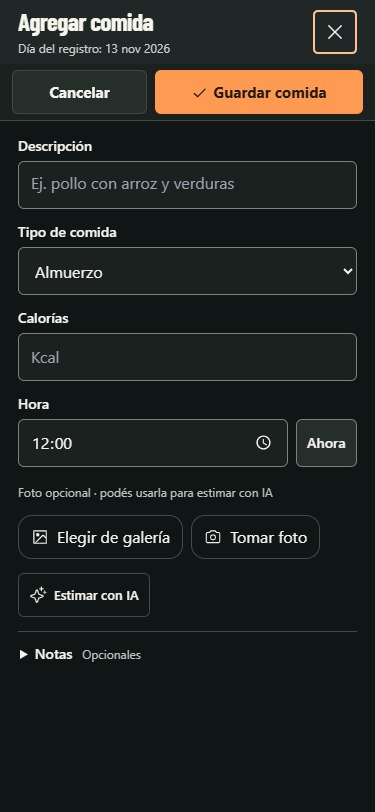 Agregar comida
Día del registro: 13 nov 2026
Cancelar
Guardar comida
Descripción
Ej. pollo con arroz y verduras
Tipo de comida
Almuerzo
Calorías
Kcal
Hora
12:00
Ahora
Foto opcional · podés usarla para estimar con IA
Elegir de galería
Tomar foto
Estimar con IA
Notas Opcionales